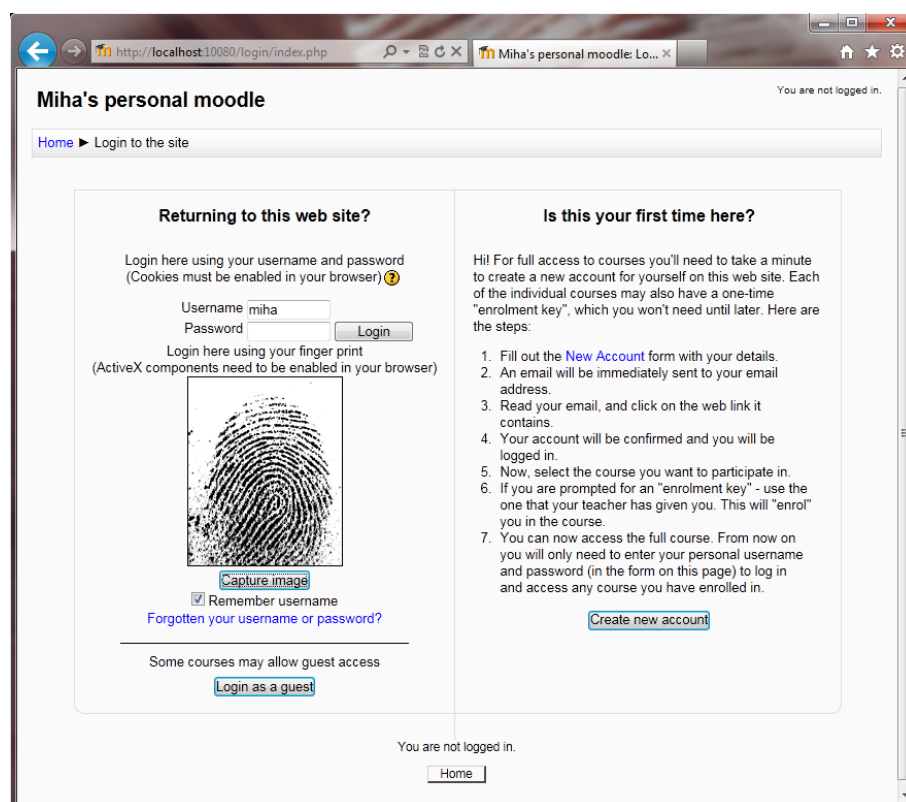 http://localhost:10080/login/index.php
Miha's personal moodle: Lo...
Miha's personal moodle
You are not logged in.
Home ► Login to the site
Returning to this web site?
Login here using your username and password
(Cookies must be enabled in your browser) ?
Username miha
Password Login
Login here using your finger print
(ActiveX components need to be enabled in your browser)
Capture image
Remember username
Forgotten your username or password?
Some courses may allow guest access
Login as a guest
Is this your first time here?
Hi! For full access to courses you'll need to take a minute
to create a new account for yourself on this web site. Each
of the individual courses may also have a one-time
"enrolment key", which you won't need until later. Here are
the steps:
1. Fill out the New Account form with your details.
2. An email will be immediately sent to your email
address.
3. Read your email, and click on the web link it
contains.
4. Your account will be confirmed and you will be
logged in.
5. Now, select the course you want to participate in.
6. If you are prompted for an "enrolment key" - use the
one that your teacher has given you. This will "enrol"
you in the course.
7. You can now access the full course. From now on
you will only need to enter your personal username
and password (in the form on this page) to log in
and access any course you have enrolled in.
Create new account
You are not logged in.
Home